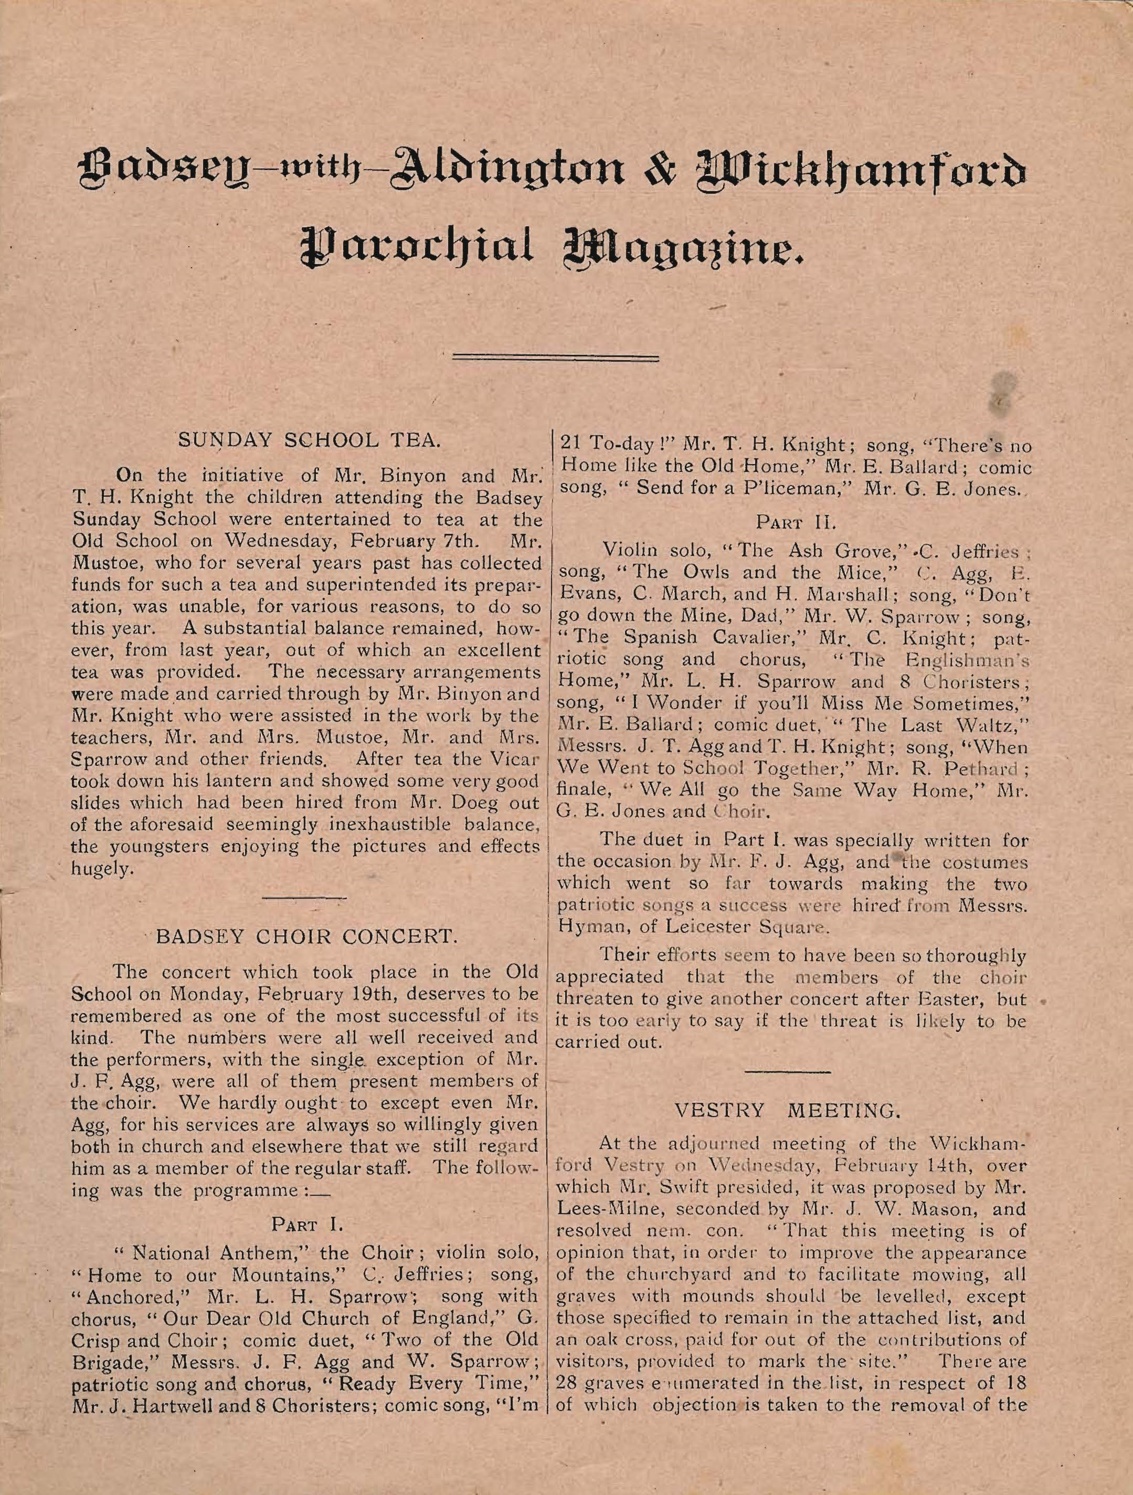 Badsey—with—Aldington & Wickhamford
Parochial Magazine.
SUNDAY SCHOOL TEA.
On the initiative of Mr. Binyon and Mr.
T. H. Knight the children attending the Badsey
Sunday School were entertained to tea at the
Old School on Wednesday, February 7th. Mr.
Mustoe, who for several years past has collected
funds for such a tea and superintended its prepar-
ation, was unable, for various reasons, to do so
this year. A substantial balance remained, how-
ever, from last year, out of which an excellent
tea was provided. The necessary arrangements
were made and carried through by Mr. Binyon and
Mr. Knight who were assisted in the work by the
teachers, Mr. and Mrs. Mustoe, Mr. and Mrs.
Sparrow and other friends. After tea the Vicar
took down his lantern and showed some very good
slides which had been hired from Mr. Doeg out
of the aforesaid seemingly inexhaustible balance,
the youngsters enjoying the pictures and effects
hugely.
BADSEY CHOIR CONCERT.
The concert which took place in the Old
School on Monday, February 19th, deserves to be
remembered as one of the most successful of its
kind. The numbers were all well received and
the performers, with the single exception of Mr.
J. F. Agg, were all of them present members of
the choir. We hardly ought to except even Mr.
Agg, for his services are always so willingly given
both in church and elsewhere that we still regard
him as a member of the regular staff. The follow-
ing was the programme :—
PART I.
" National Anthem," the Choir ; violin solo,
" Home to our Mountains," C. Jeffries ; song,
" Anchored," Mr. L. H. Sparrow ; song with
chorus, " Our Dear Old Church of England," G.
Crisp and Choir ; comic duet, " Two of the Old
Brigade," Messrs. J. F. Agg and W. Sparrow ;
patriotic song and chorus, " Ready Every Time,"
Mr. J. Hartwell and 8 Choristers; comic song, "I'm
21 To-day !" Mr. T. H. Knight ; song, "There's no
Home like the Old Home," Mr. E. Ballard ; comic
song, " Send for a P'liceman," Mr. G. E. Jones.
PART II.
Violin solo, " The Ash Grove," C. Jeffries ;
song, " The Owls and the Mice," C. Agg, E.
Evans, C. March, and H. Marshall ; song, " Don't
go down the Mine, Dad," Mr. W. Sparrow ; song,
" The Spanish Cavalier," Mr. C. Knight ; pat-
riotic song and chorus, " The Englishman's
Home," Mr. L. H. Sparrow and 8 Choristers ;
song, " I Wonder if you'll Miss Me Sometimes,"
Mr. E. Ballard ; comic duet, " The Last Waltz,"
Messrs. J. T. Agg and T. H. Knight ; song, "When
We Went to School Together," Mr. R. Pethard ;
finale, " We All go the Same Way Home," Mr.
G. E. Jones and Choir.
The duet in Part I. was specially written for
the occasion by Mr. F. J. Agg, and the costumes
which went so far towards making the two
patriotic songs a success were hired from Messrs.
Hyman, of Leicester Square.
Their efforts seem to have been so thoroughly
appreciated that the members of the choir
threaten to give another concert after Easter, but
it is too early to say if the threat is likely to be
carried out.
VESTRY MEETING.
At the adjourned meeting of the Wickham-
ford Vestry on Wednesday, February 14th, over
which Mr. Swift presided, it was proposed by Mr.
Lees-Milne, seconded by Mr. J. W. Mason, and
resolved nem. con. " That this meeting is of
opinion that, in order to improve the appearance
of the churchyard and to facilitate mowing, all
graves with mounds should be levelled, except
those specified to remain in the attached list, and
an oak cross, paid for out of the contributions of
visitors, provided to mark the site." There are
28 graves enumerated in the list, in respect of 18
of which objection is taken to the removal of the